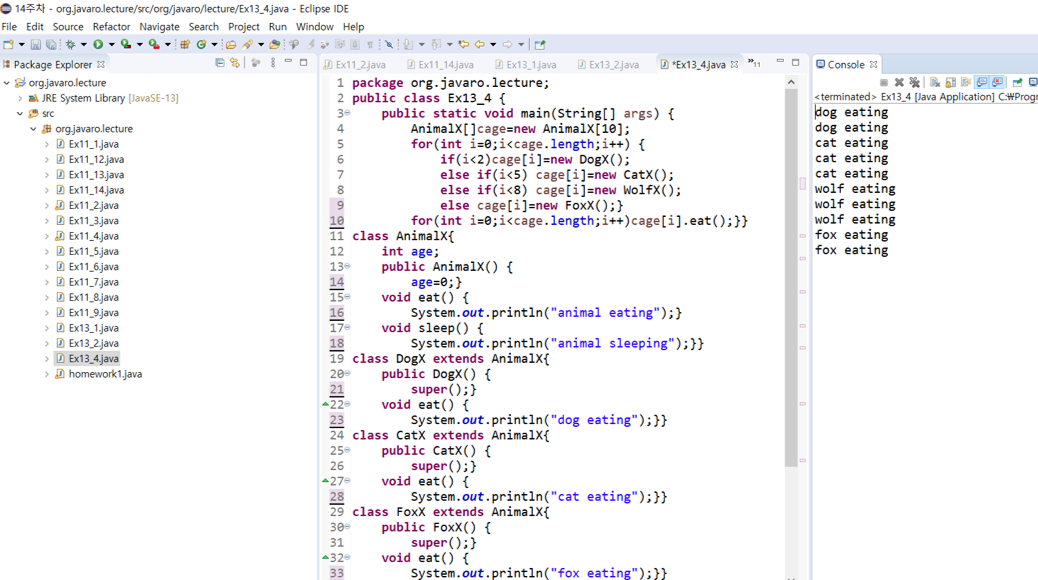 14주차 - org.javaro.lecture/src/org/javaro/lecture/Ex13_4.java - Eclipse IDE
File Edit Source Refactor Navigate Search Project Run Window Help
Package Explorer
org.javaro.lecture
JRE System Library [JavaSE-13]
src
org.javaro.lecture
Ex11_1.java
Ex11_12.java
Ex11_13.java
Ex11_14.java
Ex11_2.java
Ex11_3.java
Ex11_4.java
Ex11_5.java
Ex11_6.java
Ex11_7.java
Ex11_8.java
Ex11_9.java
Ex13_1.java
Ex13_2.java
Ex13_4.java
homework1.java
Ex11_2.java Ex11_14.java Ex13_1.java Ex13_2.java *Ex13_4.java »11
1 package org.javaro.lecture;
2 public class Ex13_4 {
3 public static void main(String[] args) {
4 AnimalX[]cage=new AnimalX[10];
5 for(int i=0;i<cage.length;i++) {
6 if(i<2)cage[i]=new DogX();
7 else if(i<5) cage[i]=new CatX();
8 else if(i<8) cage[i]=new WolfX();
9 else cage[i]=new FoxX();}
10 for(int i=0;i<cage.length;i++)cage[i].eat();}}
11 class AnimalX{
12 int age;
13 public AnimalX() {
14 age=0;}
15 void eat() {
16 System.out.println("animal eating");}
17 void sleep() {
18 System.out.println("animal sleeping");}}
19 class DogX extends AnimalX{
20 public DogX() {
21 super();}
22 void eat() {
23 System.out.println("dog eating");}}
24 class CatX extends AnimalX{
25 public CatX() {
26 super();}
27 void eat() {
28 System.out.println("cat eating");}}
29 class FoxX extends AnimalX{
30 public FoxX() {
31 super();}
32 void eat() {
33 System.out.println("fox eating");}}
Console
<terminated> Ex13_4 [Java Application] C:₩Progr
dog eating
dog eating
cat eating
cat eating
cat eating
wolf eating
wolf eating
wolf eating
fox eating
fox eating